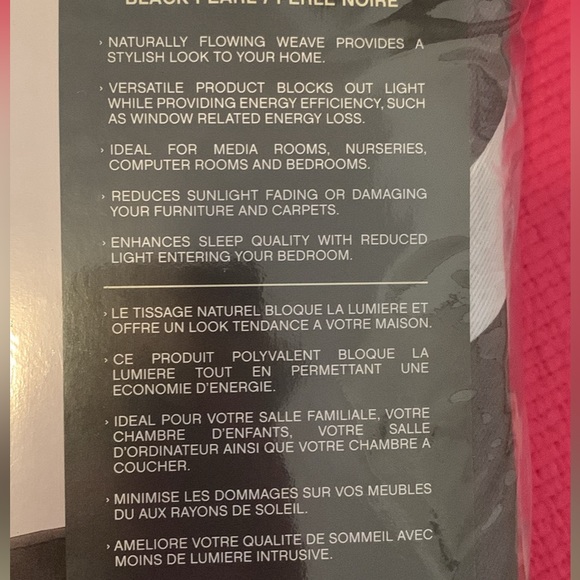 BLACK PEARL / PERLE NOIRE
› NATURALLY FLOWING WEAVE PROVIDES A
STYLISH LOOK TO YOUR HOME.
› VERSATILE PRODUCT BLOCKS OUT LIGHT
WHILE PROVIDING ENERGY EFFICIENCY, SUCH
AS WINDOW RELATED ENERGY LOSS.
› IDEAL FOR MEDIA ROOMS, NURSERIES,
COMPUTER ROOMS AND BEDROOMS.
› REDUCES SUNLIGHT FADING OR DAMAGING
YOUR FURNITURE AND CARPETS.
› ENHANCES SLEEP QUALITY WITH REDUCED
LIGHT ENTERING YOUR BEDROOM.
› LE TISSAGE NATUREL BLOQUE LA LUMIERE ET
OFFRE UN LOOK TENDANCE A VOTRE MAISON.
› CE PRODUIT POLYVALENT BLOQUE LA
LUMIERE TOUT EN PERMETTANT UNE
ECONOMIE D'ENERGIE.
› IDEAL POUR VOTRE SALLE FAMILIALE, VOTRE
CHAMBRE D'ENFANTS, VOTRE SALLE
D'ORDINATEUR AINSI QUE VOTRE CHAMBRE A
COUCHER.
› MINIMISE LES DOMMAGES SUR VOS MEUBLES
DU AUX RAYONS DE SOLEIL.
› AMELIORE VOTRE QUALITE DE SOMMEIL AVEC
MOINS DE LUMIERE INTRUSIVE.